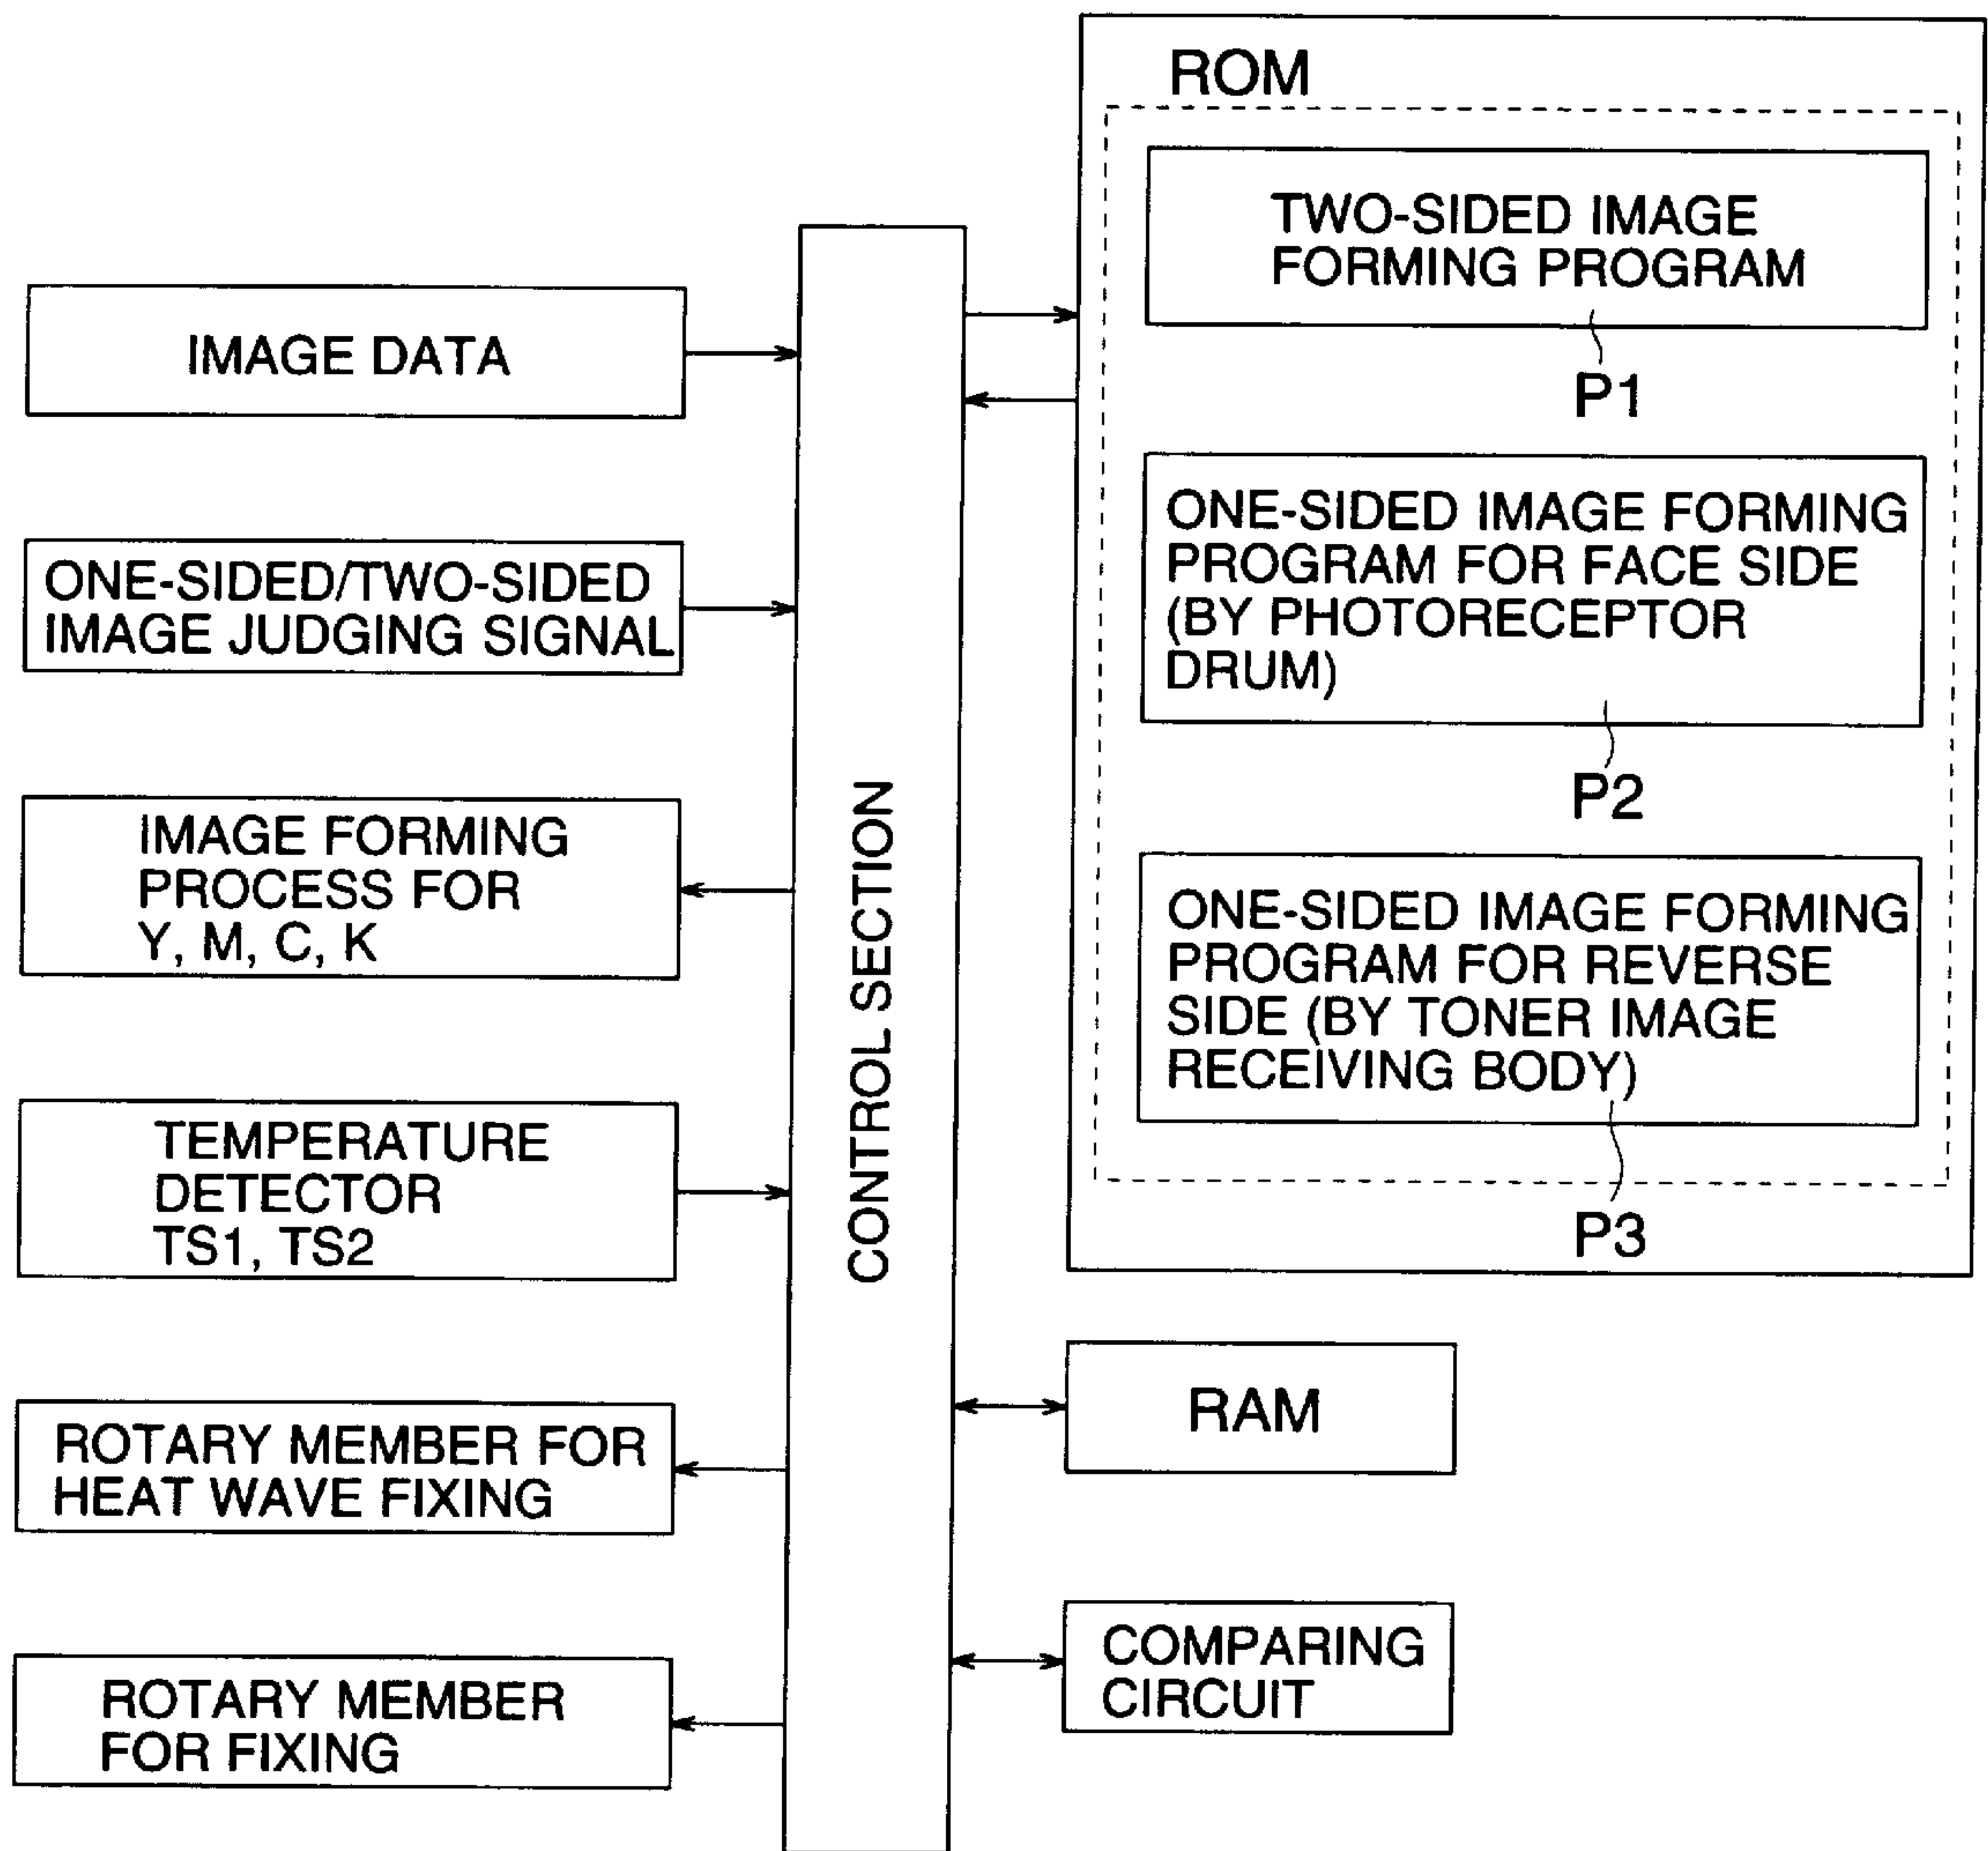 IMAGE DATA
ONE-SIDED/TWO-SIDED
IMAGE JUDGING SIGNAL
IMAGE FORMING
PROCESS FOR
Y, M, C, K
TEMPERATURE
DETECTOR
TS1, TS2
ROTARY MEMBER FOR
HEAT WAVE FIXING
ROTARY MEMBER
FOR FIXING
CONTROL SECTION
ROM
TWO-SIDED IMAGE
FORMING PROGRAM
P1
ONE-SIDED IMAGE FORMING
PROGRAM FOR FACE SIDE
(BY PHOTORECEPTOR
DRUM)
P2
ONE-SIDED IMAGE FORMING
PROGRAM FOR REVERSE
SIDE (BY TONER IMAGE
RECEIVING BODY)
P3
RAM
COMPARING
CIRCUIT